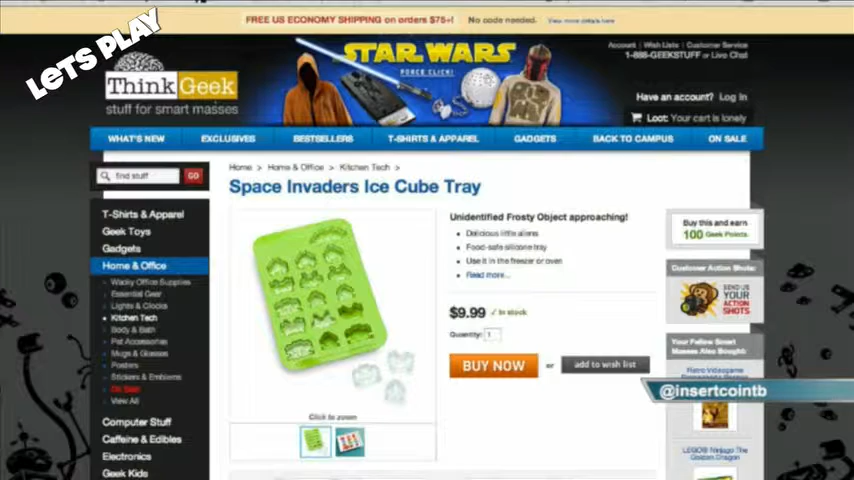 FREE US ECONOMY SHIPPING on orders $75+! No code needed. View more details here
LETS PLAY
ThinkGeek
stuff for smart masses
STAR WARS
FORCE CLICK!
Account | Wish Lists | Customer Service
1-888-GEEKSTUFF or Live Chat
Have an account? Log In
Loot: Your cart is lonely
WHAT'S NEW EXCLUSIVES BESTSELLERS T-SHIRTS & APPAREL GADGETS BACK TO CAMPUS ON SALE
find stuff GO
Home > Home & Office > Kitchen Tech >
Space Invaders Ice Cube Tray
T-Shirts & Apparel
Geek Toys
Gadgets
Home & Office
Wacky Office Supplies
Essential Gear
Lights & Clocks
Kitchen Tech
Body & Bath
Pet Accessories
Mugs & Glasses
Posters
Stickers & Emblems
On Sale
View All
Computer Stuff
Caffeine & Edibles
Electronics
Geek Kids
Click to zoom
Unidentified Frosty Object approaching!
Delicious little aliens
Food-safe silicone tray
Use it in the freezer or oven
Read more...
$9.99 ✓ In stock
Quantity: 1
BUY NOW or add to wish list
Buy this and earn
100 Geek Points.
Customer Action Shots:
SEND US
YOUR
ACTION
SHOTS
Your Fellow Smart
Masses Also Bought:
Retro Videogame
@insertcointb
LEGO® Ninjago The
Golden Dragon